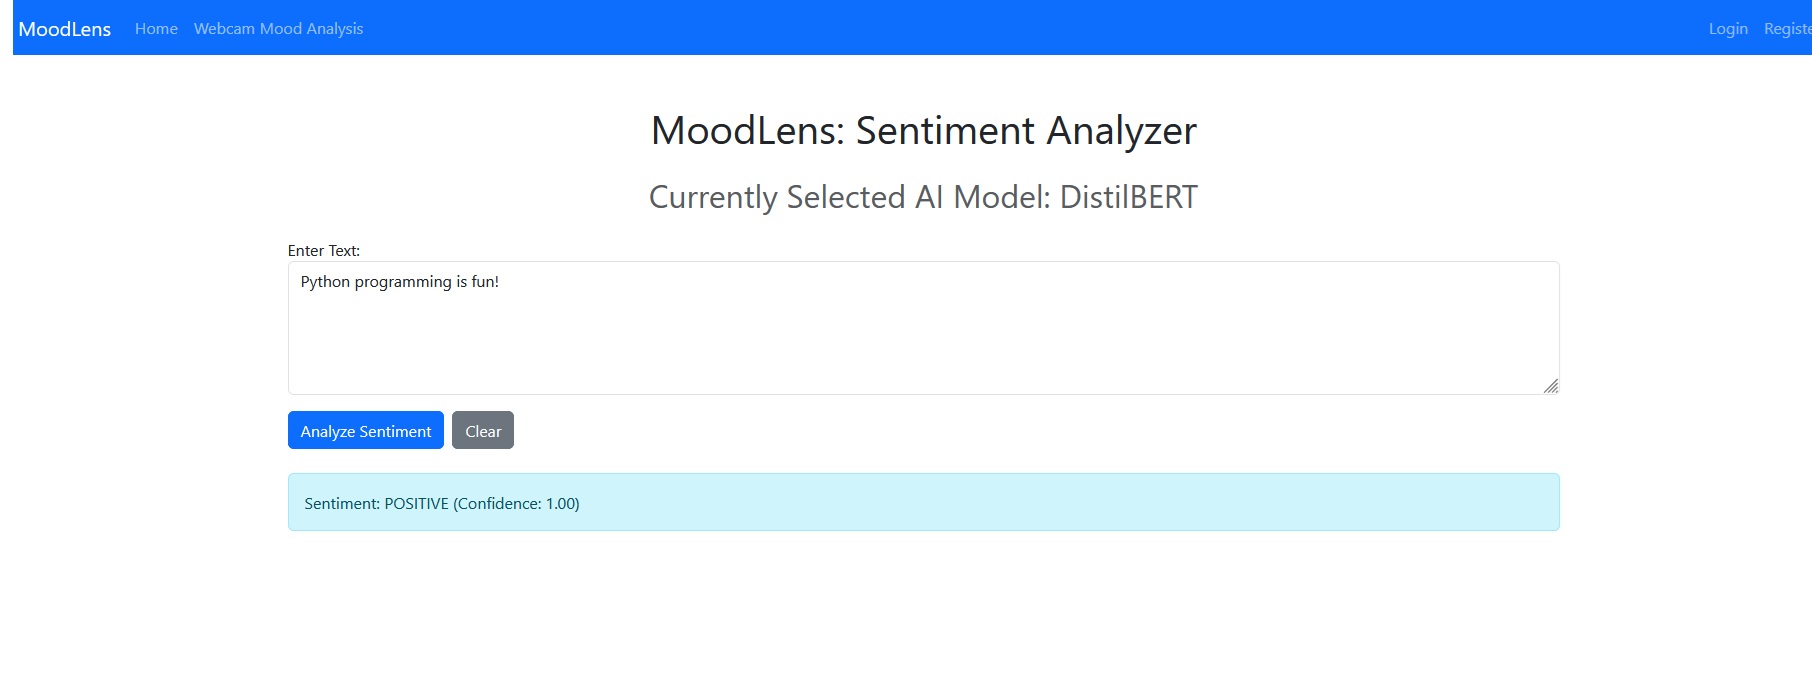 MoodLens Home Webcam Mood Analysis Login Registe
MoodLens: Sentiment Analyzer
Currently Selected AI Model: DistilBERT
Enter Text:
Python programming is fun!
Analyze Sentiment Clear
Sentiment: POSITIVE (Confidence: 1.00)